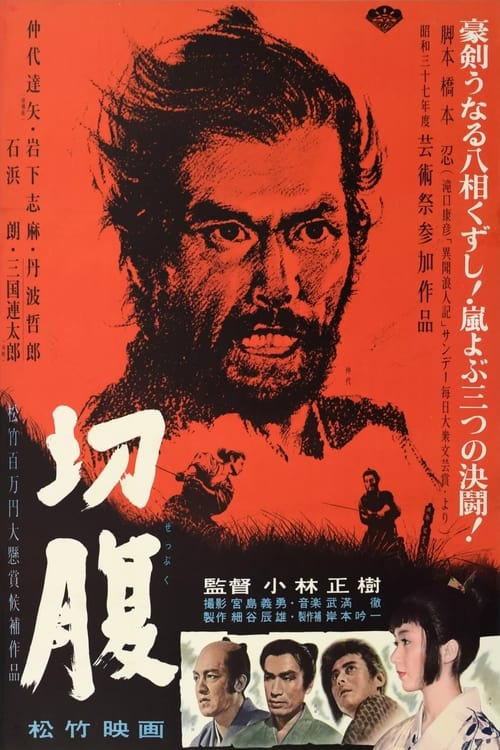 豪剣うなる八相くずし!嵐よぶ三つの決闘!
脚本 橋本 忍(滝口康彦「異聞浪人記」サンデー毎日大衆文芸賞・より)
昭和三十七年度 芸術祭参加作品
仲代達矢・岩下志麻・丹波哲郎
石浜 朗・三国連太郎
仲代
切腹
せっぷく
松竹百万円大懸賞候補作品
監督 小林正樹
撮影 宮島義勇・音楽 武満 徹
製作 細谷辰雄・製作補 岸本吟一
松竹映画